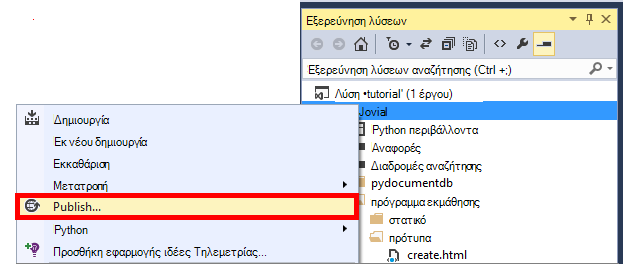 Εξερεύνηση λύσεων
Εξερεύνηση λύσεων αναζήτησης (Ctrl +;)
Λύση •tutorial' (1 έργου)
Jovial
Python περιβάλλοντα
Αναφορές
Διαδρομές αναζήτησης
pydocumentdb
πρόγραμμα εκμάθησης
στατικό
πρότυπα
create.html
Δημιουργία
Εκ νέου δημιουργία
Εκκαθάριση
Μετατροπή
Publish...
Python
Προσθήκη εφαρμογής ιδέες Τηλεμετρίας...